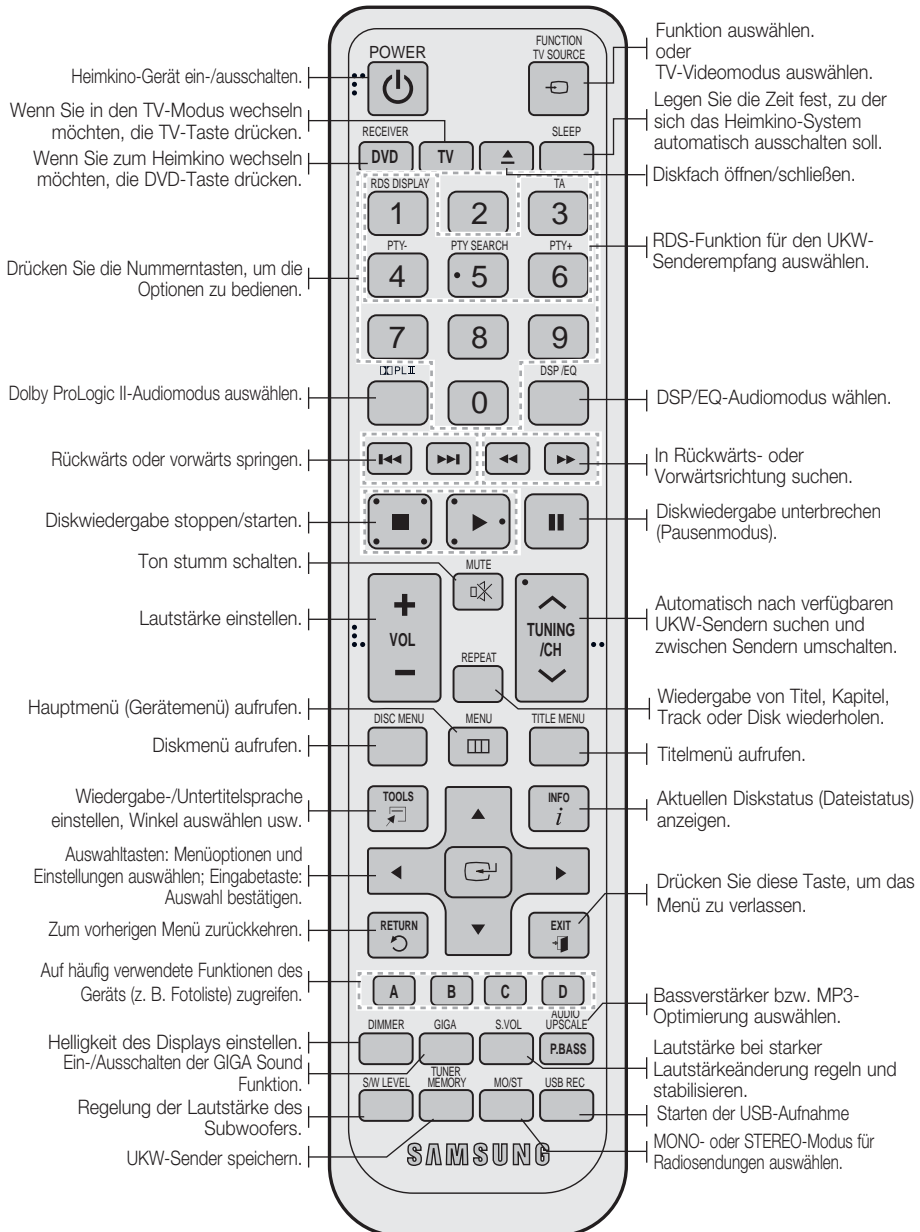 POWER
FUNCTION
TV SOURCE
Funktion auswählen.
oder
TV-Videomodus auswählen.
Heimkino-Gerät ein-/ausschalten.
Wenn Sie in den TV-Modus wechseln
möchten, die TV-Taste drücken.
Legen Sie die Zeit fest, zu der
sich das Heimkino-System
automatisch ausschalten soll.
RECEIVER
SLEEP
DVD
TV
Wenn Sie zum Heimkino wechseln
möchten, die DVD-Taste drücken.
Diskfach öffnen/schließen.
RDS DISPLAY
TA
1
2
3
PTY-
PTY SEARCH
PTY+
4
5
6
RDS-Funktion für den UKW-
Senderempfang auswählen.
Drücken Sie die Nummerntasten, um die
Optionen zu bedienen.
7
8
9
PL II
DSP /EQ
0
Dolby ProLogic II-Audiomodus auswählen.
DSP/EQ-Audiomodus wählen.
Rückwärts oder vorwärts springen.
In Rückwärts- oder
Vorwärtsrichtung suchen.
Diskwiedergabe stoppen/starten.
Diskwiedergabe unterbrechen
(Pausenmodus).
Ton stumm schalten.
MUTE
Lautstärke einstellen.
+
VOL
−
TUNING
/CH
Automatisch nach verfügbaren
UKW-Sendern suchen und
zwischen Sendern umschalten.
REPEAT
Wiedergabe von Titel, Kapitel,
Track oder Disk wiederholen.
Hauptmenü (Gerätemenü) aufrufen.
DISC MENU
MENU
TITLE MENU
Diskmenü aufrufen.
Titelmenü aufrufen.
Wiedergabe-/Untertitelsprache
einstellen, Winkel auswählen usw.
TOOLS
INFO
i
Aktuellen Diskstatus (Dateistatus)
anzeigen.
Auswahltasten: Menüoptionen und
Einstellungen auswählen; Eingabetaste:
Auswahl bestätigen.
Drücken Sie diese Taste, um das
Menü zu verlassen.
Zum vorherigen Menü zurückkehren.
RETURN
EXIT
Auf häufig verwendete Funktionen des
Geräts (z. B. Fotoliste) zugreifen.
A
B
C
D
Bassverstärker bzw. MP3-
Optimierung auswählen.
DIMMER
GIGA
S.VOL
AUDIO
UPSCALE
P.BASS
Helligkeit des Displays einstellen.
Ein-/Ausschalten der GIGA Sound
Funktion.
Lautstärke bei starker
Lautstärkeänderung regeln und
stabilisieren.
S/W LEVEL
TUNER
MEMORY
MO/ST
USB REC
Regelung der Lautstärke des
Subwoofers.
Starten der USB-Aufnahme
UKW-Sender speichern.
SAMSUNG
MONO- oder STEREO-Modus für
Radiosendungen auswählen.